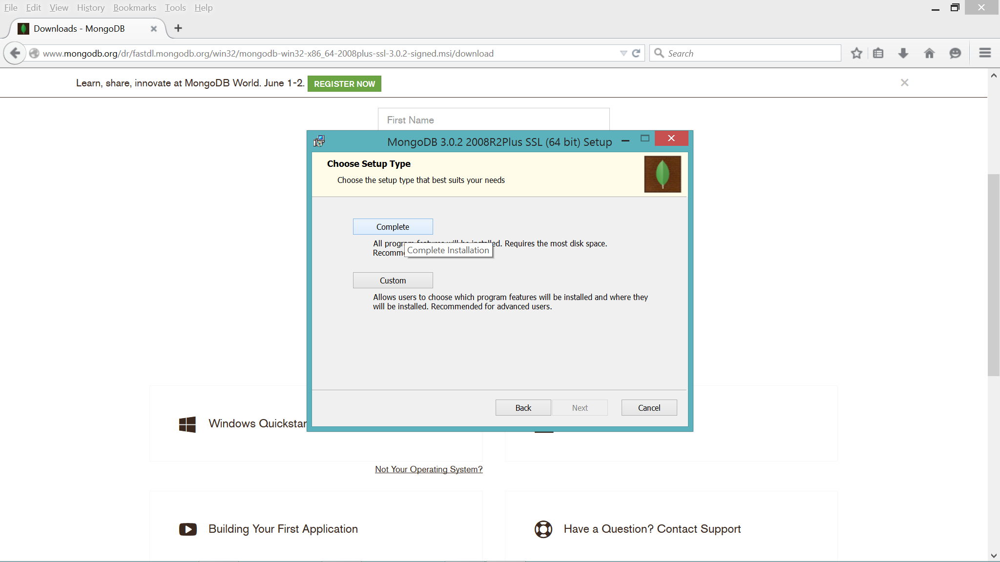 File Edit View History Bookmarks Tools Help
Downloads - MongoDB
www.mongodb.org/dr/fastdl.mongodb.org/win32/mongodb-win32-x86_64-2008plus-ssl-3.0.2-signed.msi/download
Search
Learn, share, innovate at MongoDB World. June 1-2. REGISTER NOW
First Name
MongoDB 3.0.2 2008R2Plus SSL (64 bit) Setup
Choose Setup Type
Choose the setup type that best suits your needs
Complete
All program features will be installed. Requires the most disk space.
Complete Installation
Custom
Allows users to choose which program features will be installed and where they
will be installed. Recommended for advanced users.
Back Next Cancel
Windows Quickstar
Not Your Operating System?
Building Your First Application
Have a Question? Contact Support